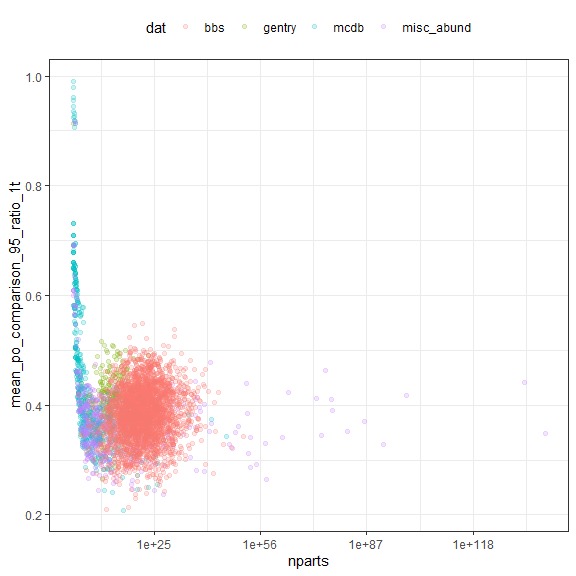 dat bbs gentry mcdb misc_abund
mean_po_comparison_95_ratio_1t
1.0
0.8
0.6
0.4
0.2
1e+25 1e+56 1e+87 1e+118
nparts